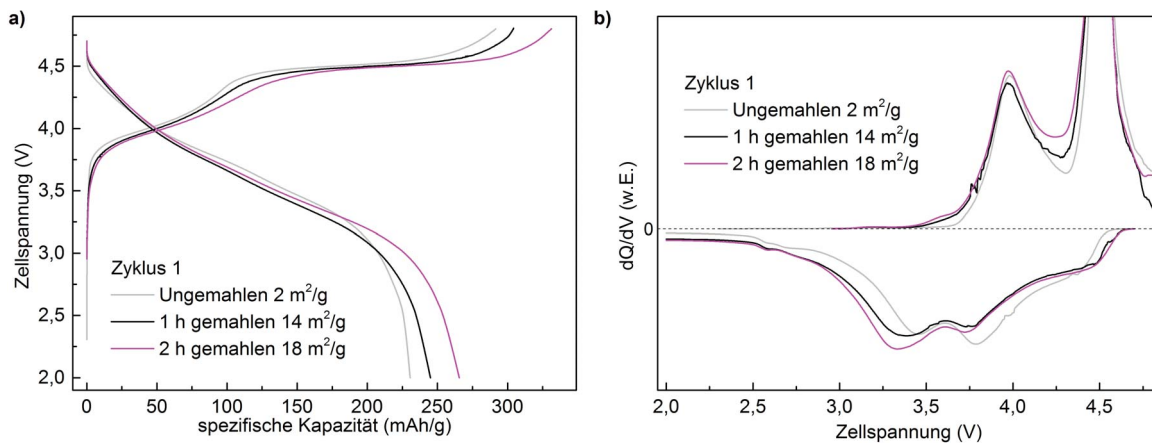 a)
Zellspannung (V)
4,5
4,0
3,5
3,0
2,5
2,0
Zyklus 1
Ungemahlen 2 m²/g
1 h gemahlen 14 m²/g
2 h gemahlen 18 m²/g
0 50 100 150 200 250 300
spezifische Kapazität (mAh/g)
b)
dQ/dV (w.E.)
0
Zyklus 1
Ungemahlen 2 m²/g
1 h gemahlen 14 m²/g
2 h gemahlen 18 m²/g
2,0 2,5 3,0 3,5 4,0 4,5
Zellspannung (V)